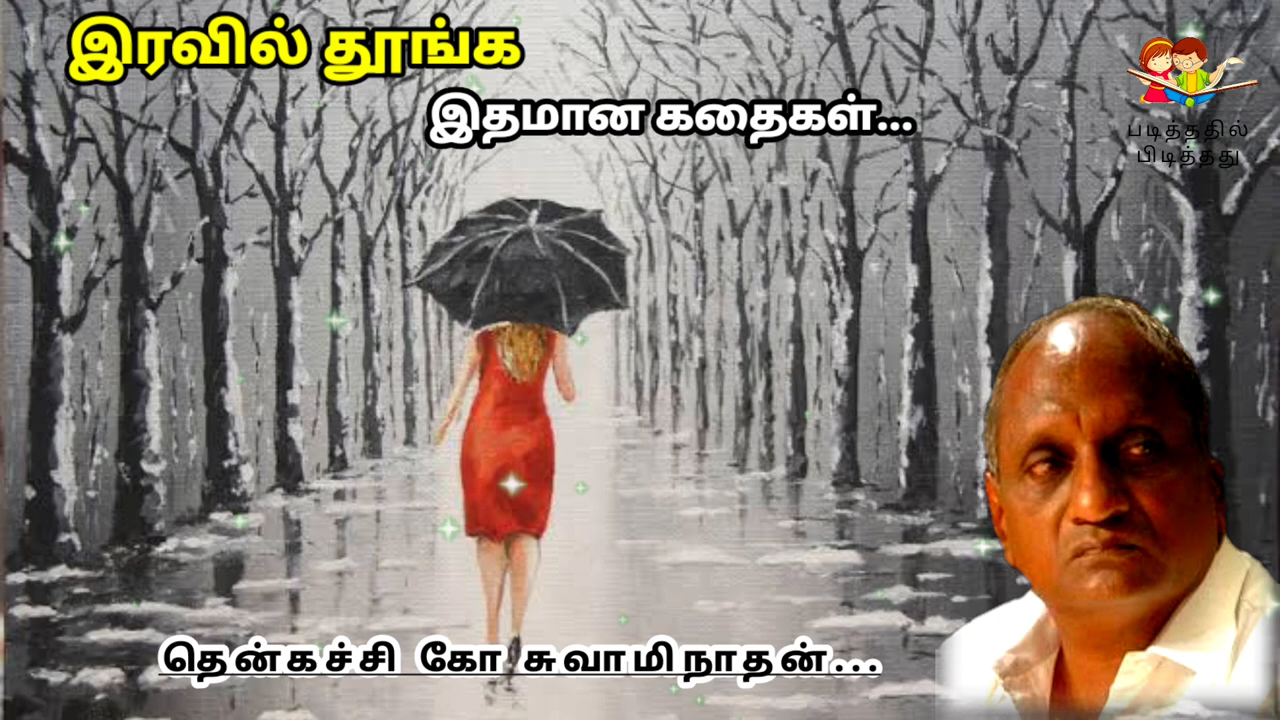 இரவில் தூங்க
இதமான கதைகள்...
படித்ததில்
பிடித்தது
தென்கச்சி கோ சுவாமிநாதன்...